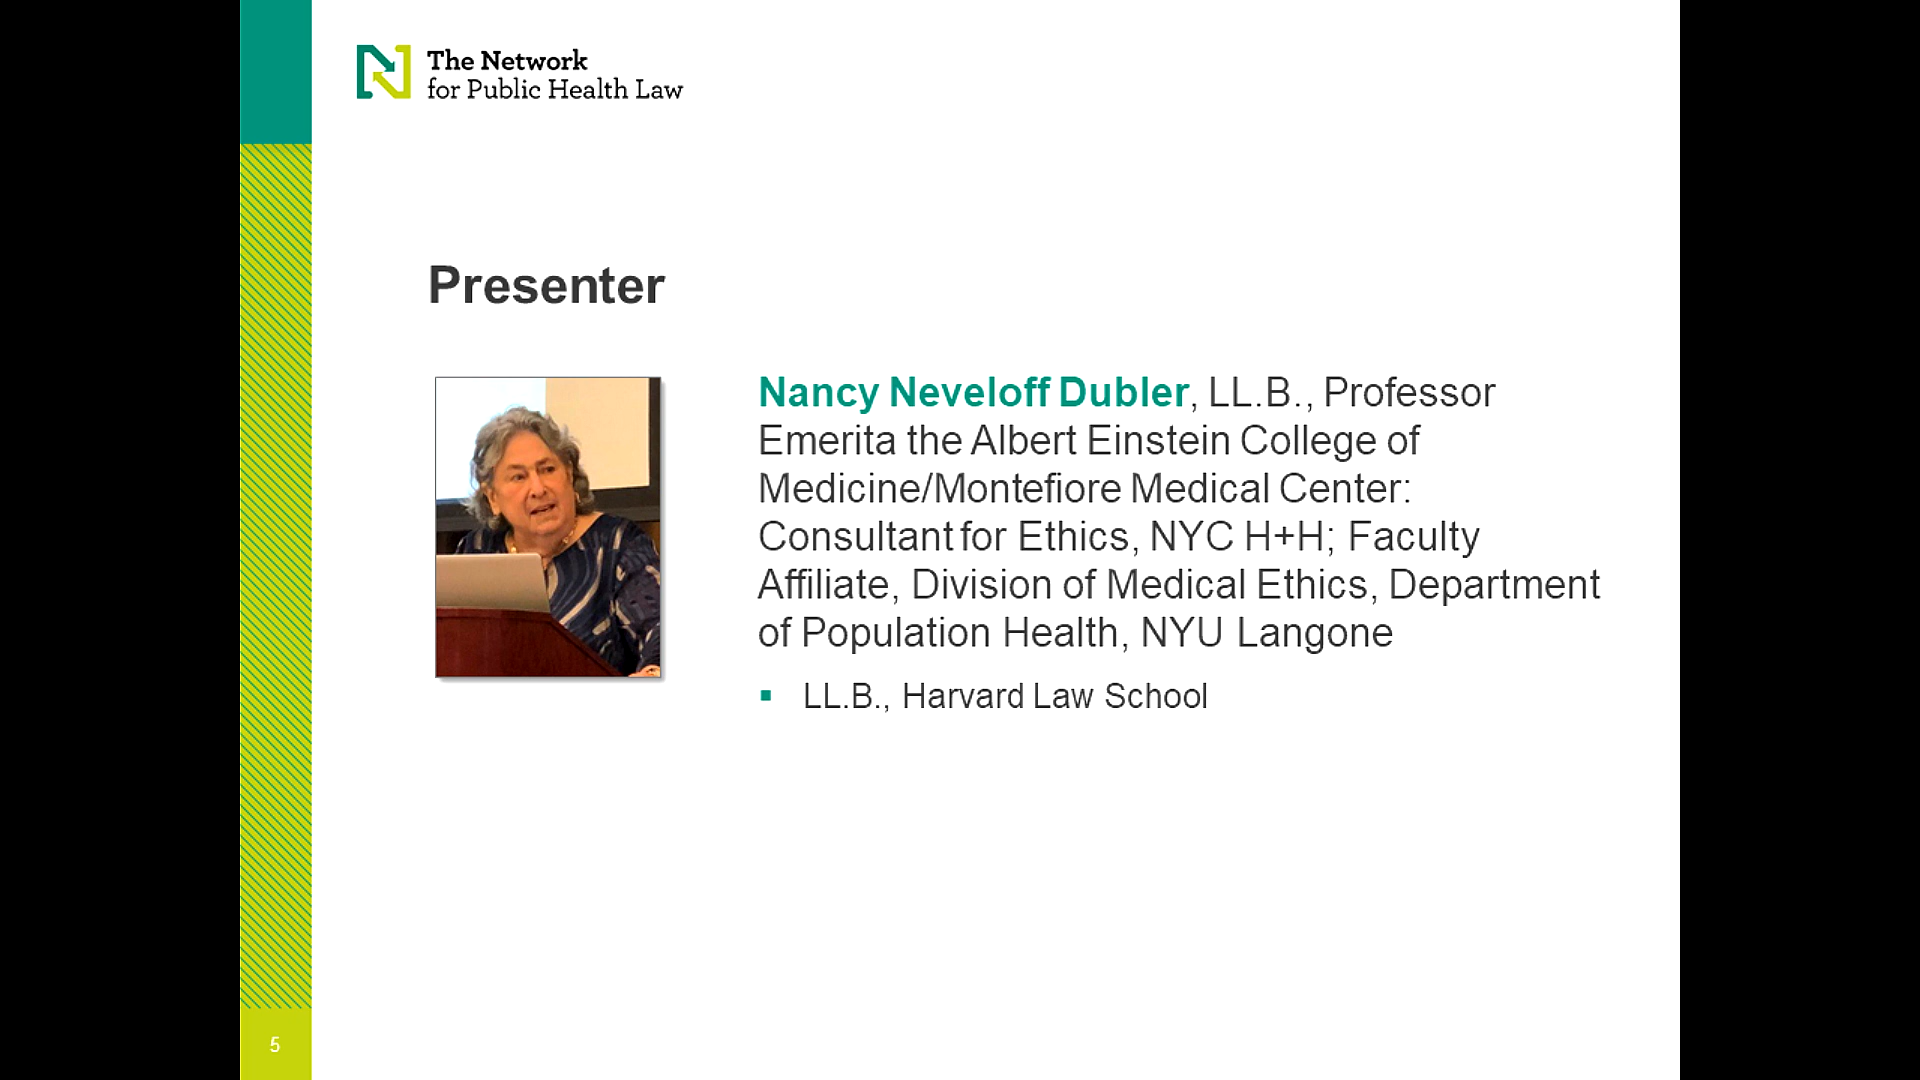 The Network
for Public Health Law
Presenter
Nancy Neveloff Dubler, LL.B., Professor
Emerita the Albert Einstein College of
Medicine/Montefiore Medical Center:
Consultant for Ethics, NYC H+H; Faculty
Affiliate, Division of Medical Ethics, Department
of Population Health, NYU Langone
▪ LL.B., Harvard Law School
5